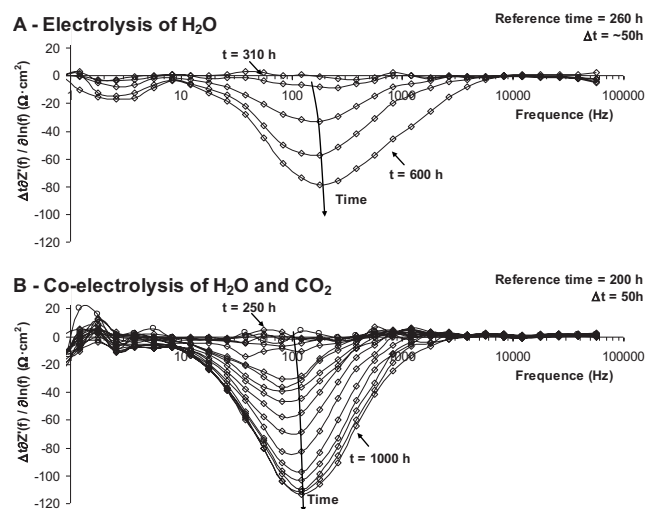 A - Electrolysis of H2O
Reference time = 260 h
Δt = ~50h
t = 310 h
20
0
-20
-40
-60
-80
-100
-120
1
10
100
1000
10000
100000
Frequence (Hz)
Δt∂Z'(f) / ∂ln(f) (Ω·cm²)
t = 600 h
Time
B - Co-electrolysis of H2O and CO2
Reference time = 200 h
Δt = 50h
t = 250 h
20
0
-20
-40
-60
-80
-100
-120
1
10
100
1000
10000
100000
Frequence (Hz)
Δt∂Z'(f) / ∂ln(f) (Ω·cm²)
t = 1000 h
Time